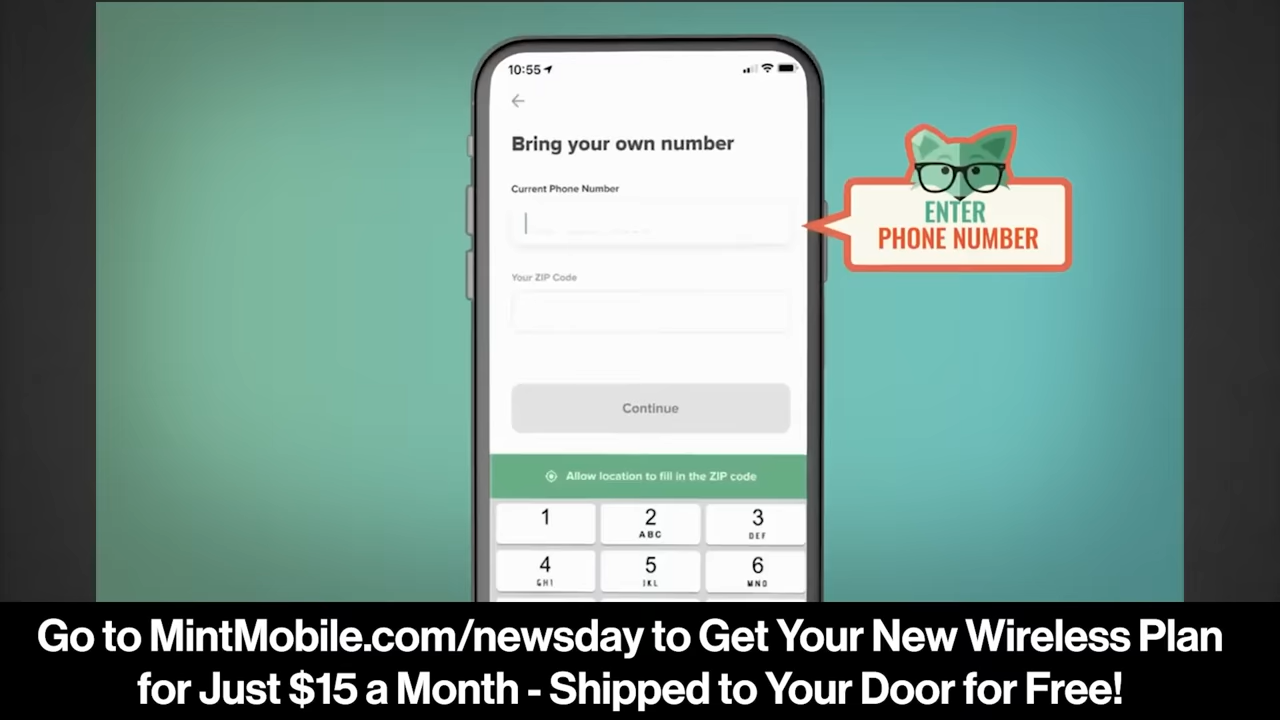 10:55
Bring your own number
Current Phone Number
ENTER
PHONE NUMBER
Your ZIP Code
Continue
Allow location to fill in the ZIP code
1 2 3
ABC DEF
4 5 6
GHI JKL MNO
Go to MintMobile.com/newsday to Get Your New Wireless Plan
for Just $15 a Month - Shipped to Your Door for Free!